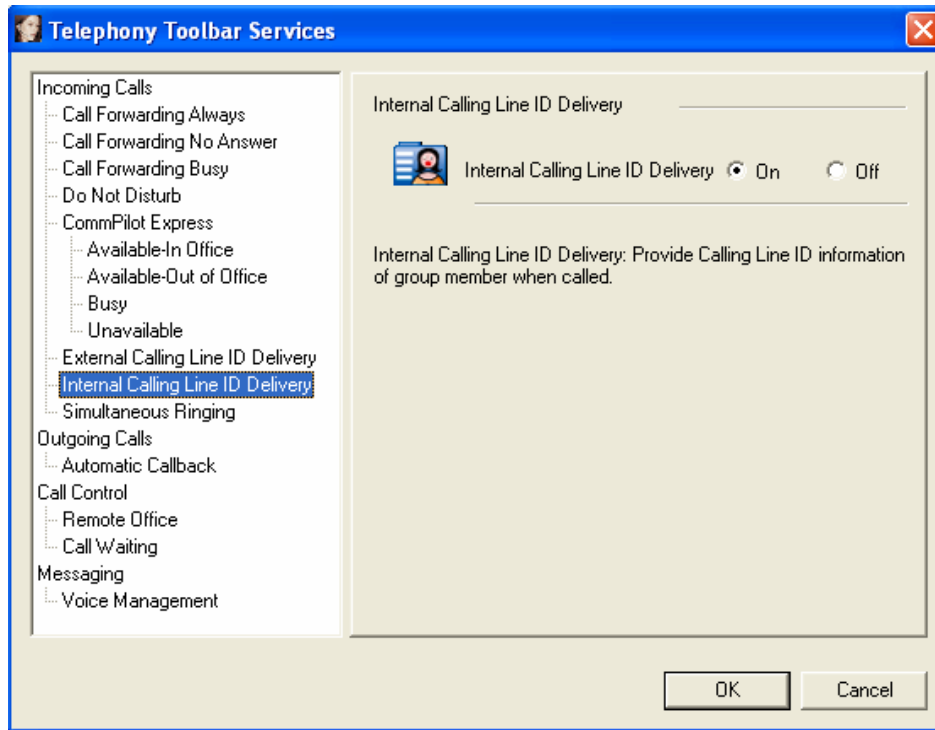 Telephony Toolbar Services
Incoming Calls
Call Forwarding Always
Call Forwarding No Answer
Call Forwarding Busy
Do Not Disturb
CommPilot Express
Available-In Office
Available-Out of Office
Busy
Unavailable
External Calling Line ID Delivery
Internal Calling Line ID Delivery
Simultaneous Ringing
Outgoing Calls
Automatic Callback
Call Control
Remote Office
Call Waiting
Messaging
Voice Management
Internal Calling Line ID Delivery
Internal Calling Line ID Delivery On Off
Internal Calling Line ID Delivery: Provide Calling Line ID information
of group member when called.
OK Cancel